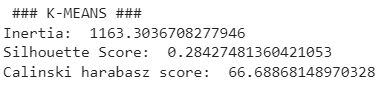 ### K-MEANS ###
Inertia:  1163.3036708277946
Silhouette Score:  0.28427481360421053
Calinski harabasz score:  66.68868148970328